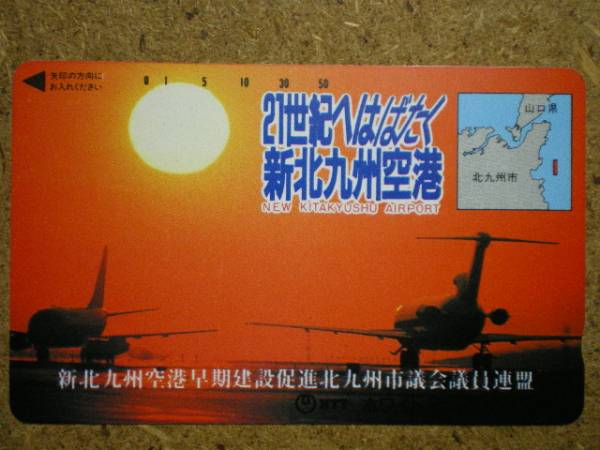 矢印の方向に
お入れください
0 1 5 10 30 50
21世紀へはばたく
新北九州空港
NEW KITAKYUSHU AIRPORT
山口県
北九州市
新北九州空港早期建設促進北九州市議会議員連盟
NTT